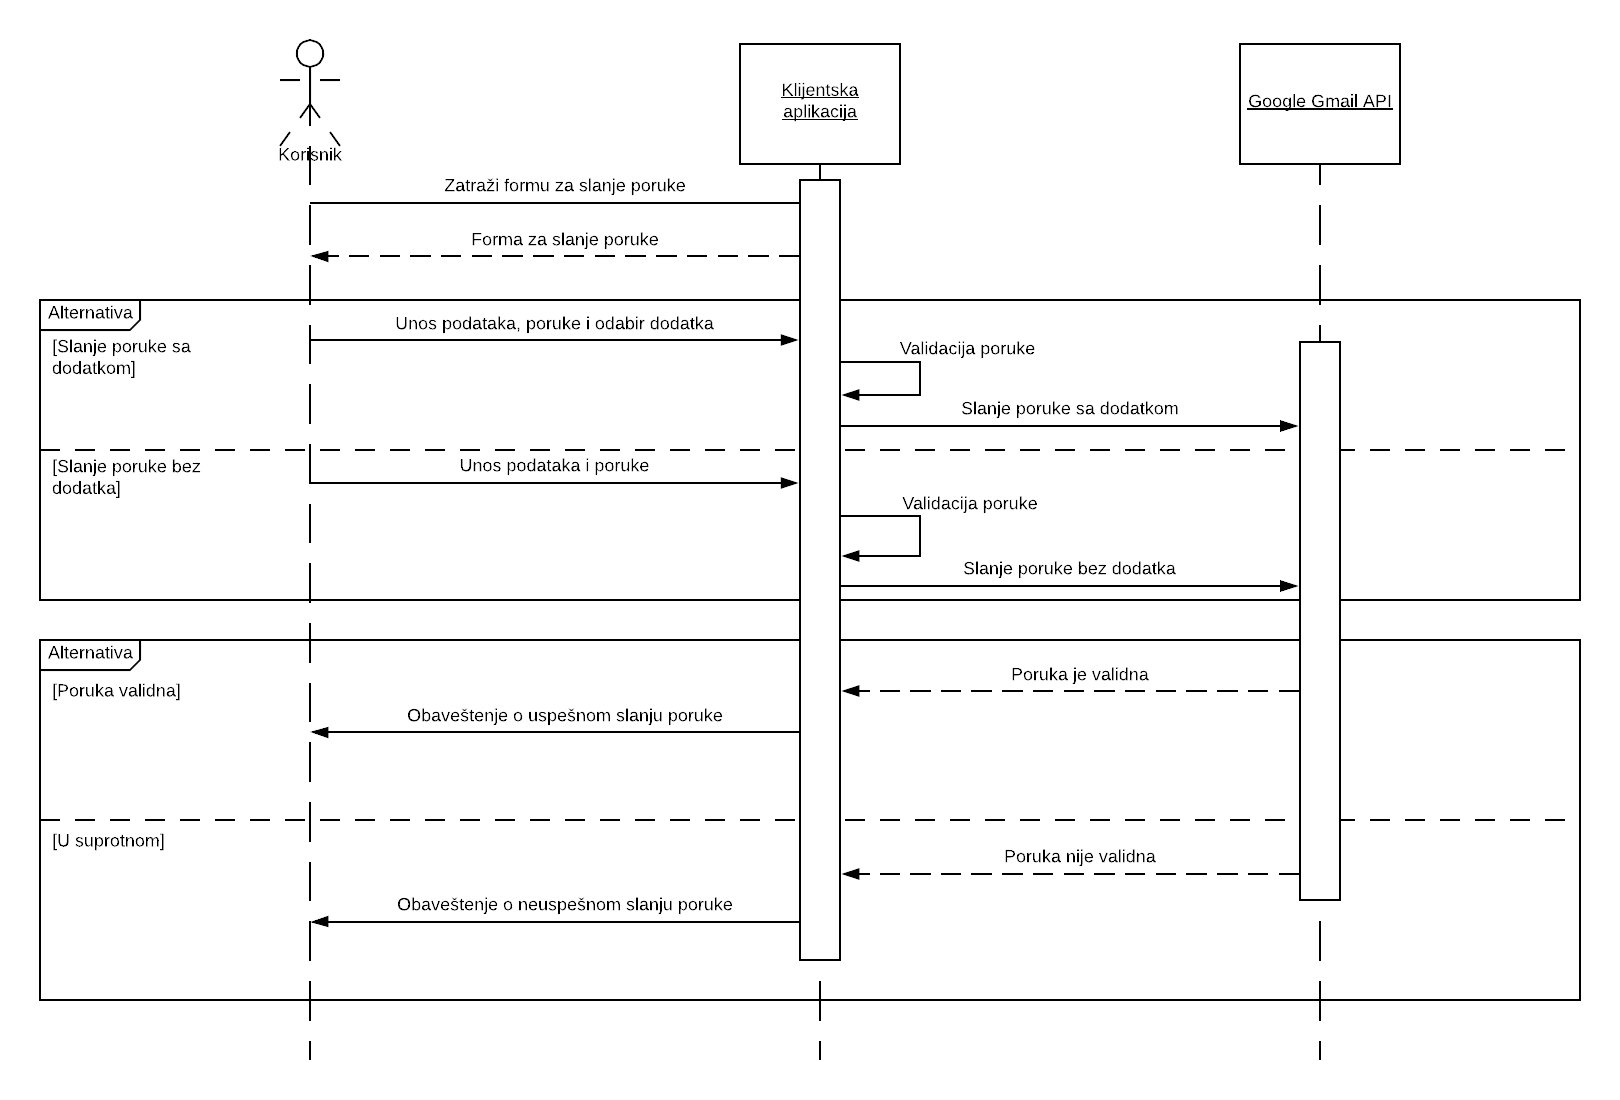 Korisnik
Klijentska
aplikacija
Google Gmail API
Zatraži formu za slanje poruke
Forma za slanje poruke
Alternativa
[Slanje poruke sa
dodatkom]
Unos podataka, poruke i odabir dodatka
Validacija poruke
Slanje poruke sa dodatkom
[Slanje poruke bez
dodatka]
Unos podataka i poruke
Validacija poruke
Slanje poruke bez dodatka
Alternativa
[Poruka validna]
Poruka je validna
Obaveštenje o uspešnom slanju poruke
[U suprotnom]
Poruka nije validna
Obaveštenje o neuspešnom slanju poruke